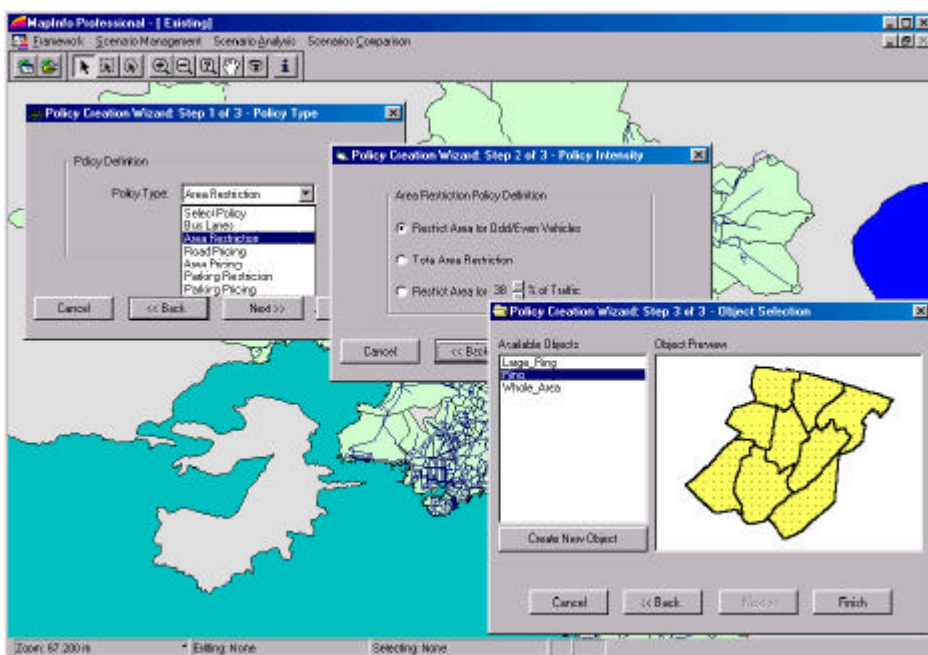 MapInfo Professional - [ Existing]
Framework Scenario Management Scenario Analysis Scenarios Comparison
Policy Creation Wizard: Step 1 of 3 - Policy Type
Policy Definition
Policy Type: Area Restriction
Select Policy
Bus Lanes
Area Restriction
Road Pricing
Area Pricing
Parking Restricion
Parking Pricing
Cancel << Back Next >>
Policy Creation Wizard: Step 2 of 3 - Policy Intensity
Area Restriction Policy Definition
Restrict Area for Odd/Even Vehicles
Tota Area Restriction
Restrict Area for 38 % of Traffic
Cancel << Back
Policy Creation Wizard: Step 3 of 3 - Object Selection
Available Objects Object Preview
Large_Ring
Ring
Whole_Area
Create New Object
Cancel << Back Next >> Finish
Zoom: 67.200 m Editing: None Selecting: None